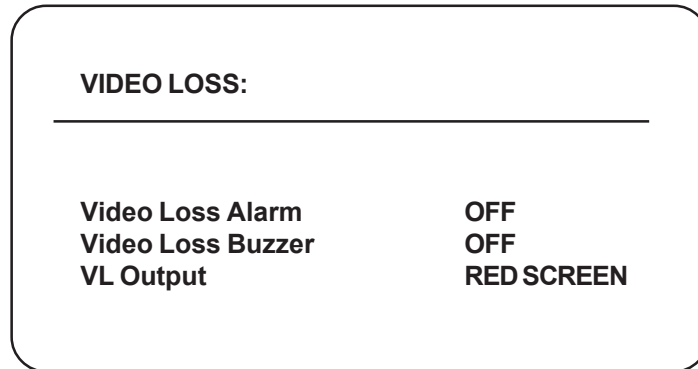 VIDEO LOSS:
Video Loss Alarm OFF
Video Loss Buzzer OFF
VL Output RED SCREEN